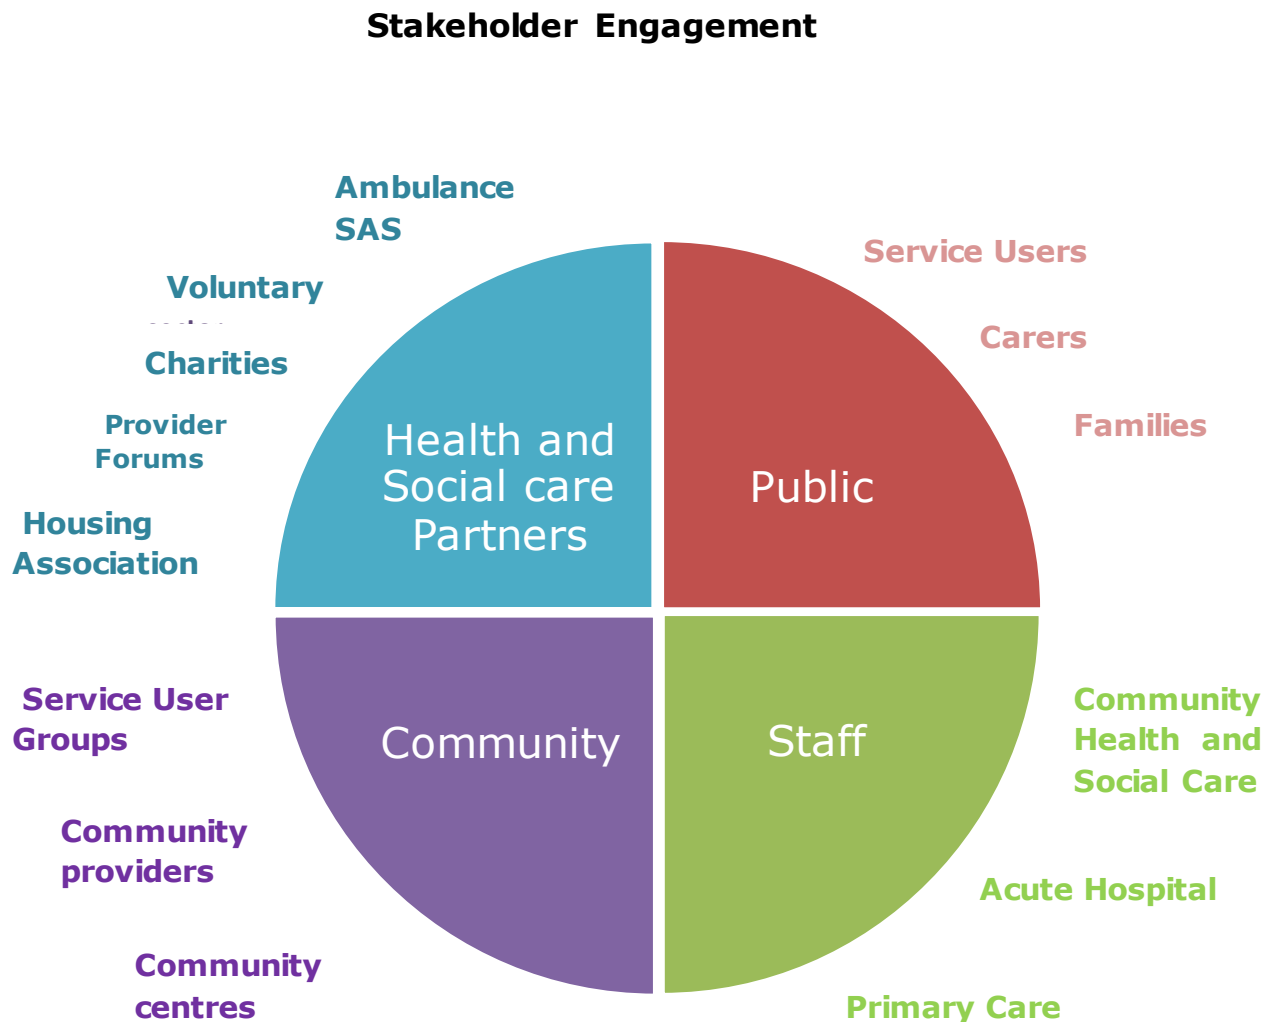 Stakeholder Engagement
Ambulance
SAS
Voluntary
Charities
Provider
Forums
Housing
Association
Health and
Social care
Partners
Service Users
Carers
Families
Public
Service User
Groups
Community
providers
Community
centres
Community
Staff
Community
Health and
Social Care
Acute Hospital
Primary Care